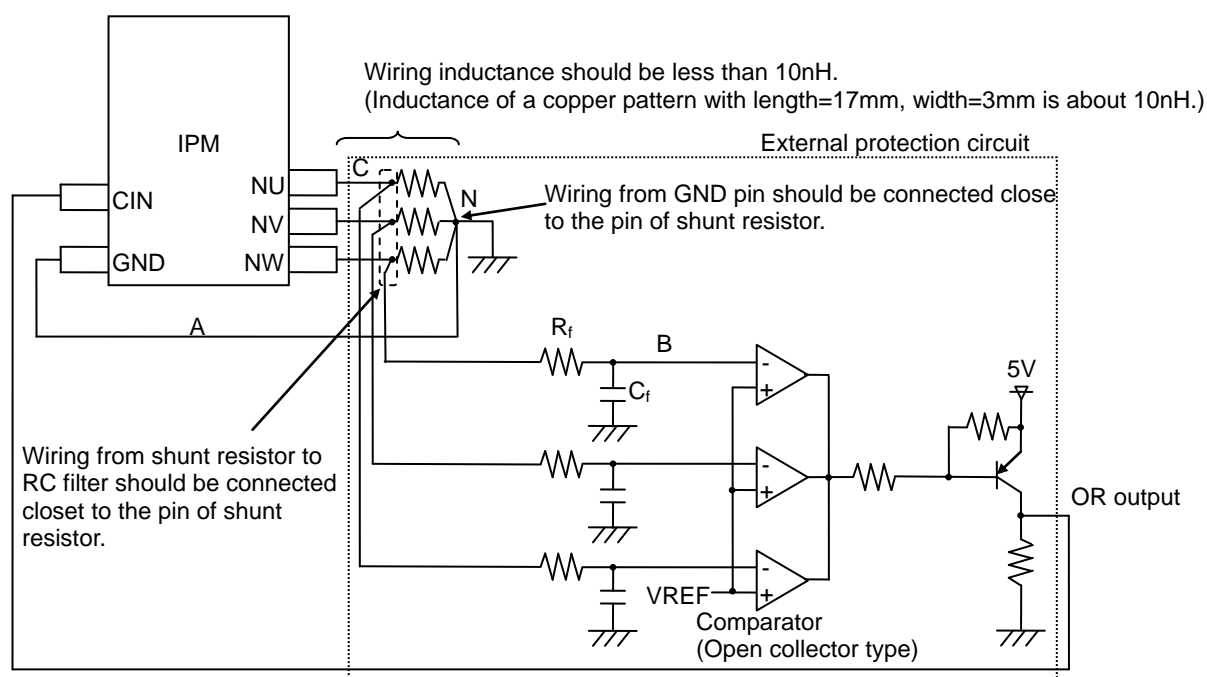 Wiring inductance should be less than 10nH.
(Inductance of a copper pattern with length=17mm, width=3mm is about 10nH.)
IPM
External protection circuit
C
NU
N
Wiring from GND pin should be connected close
to the pin of shunt resistor.
CIN
NV
GND
NW
A
Rf
B
-
+
Cf
5V
Wiring from shunt resistor to
RC filter should be connected
closet to the pin of shunt
resistor.
-
+
OR output
-
+
VREF
Comparator
(Open collector type)